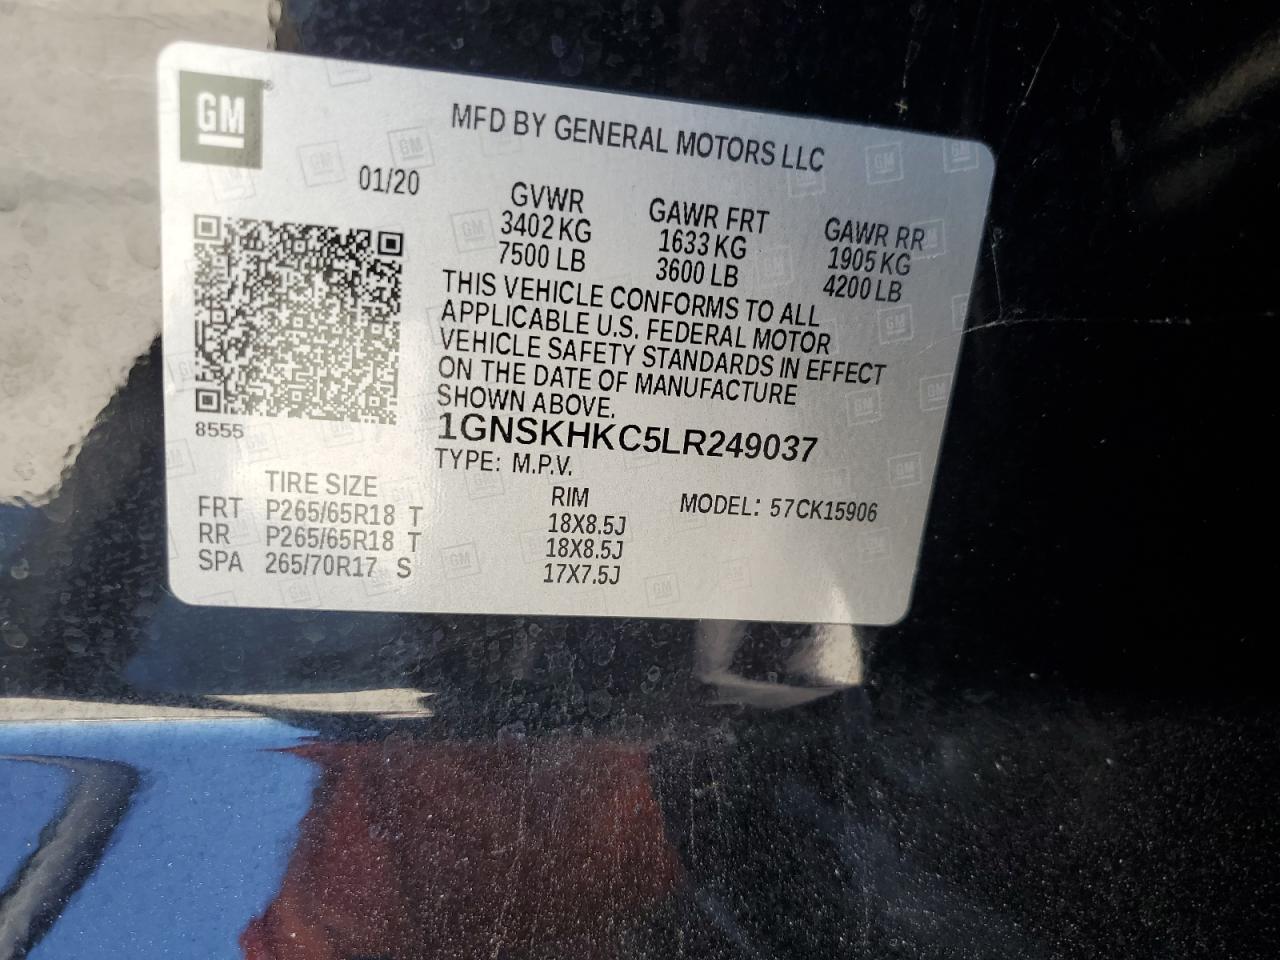 GM
MFD BY GENERAL MOTORS LLC
01/20
GVWR GAWR FRT GAWR RR
3402 KG 1633 KG 1905 KG
7500 LB 3600 LB 4200 LB
THIS VEHICLE CONFORMS TO ALL
APPLICABLE U.S. FEDERAL MOTOR
VEHICLE SAFETY STANDARDS IN EFFECT
ON THE DATE OF MANUFACTURE
SHOWN ABOVE.
8555
1GNSKHKC5LR249037
TYPE: M.P.V.
TIRE SIZE RIM MODEL: 57CK15906
FRT P265/65R18 T 18X8.5J
RR P265/65R18 T 18X8.5J
SPA 265/70R17 S 17X7.5J